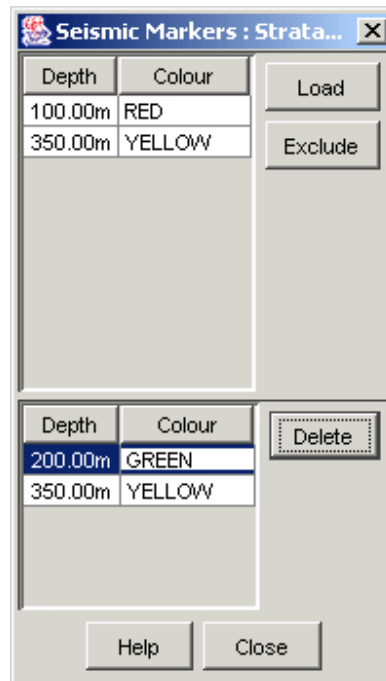 Seismic Markers : Strata...
Depth Colour
Load
100.00m RED
350.00m YELLOW
Exclude
Depth Colour
Delete
200.00m GREEN
350.00m YELLOW
Help Close